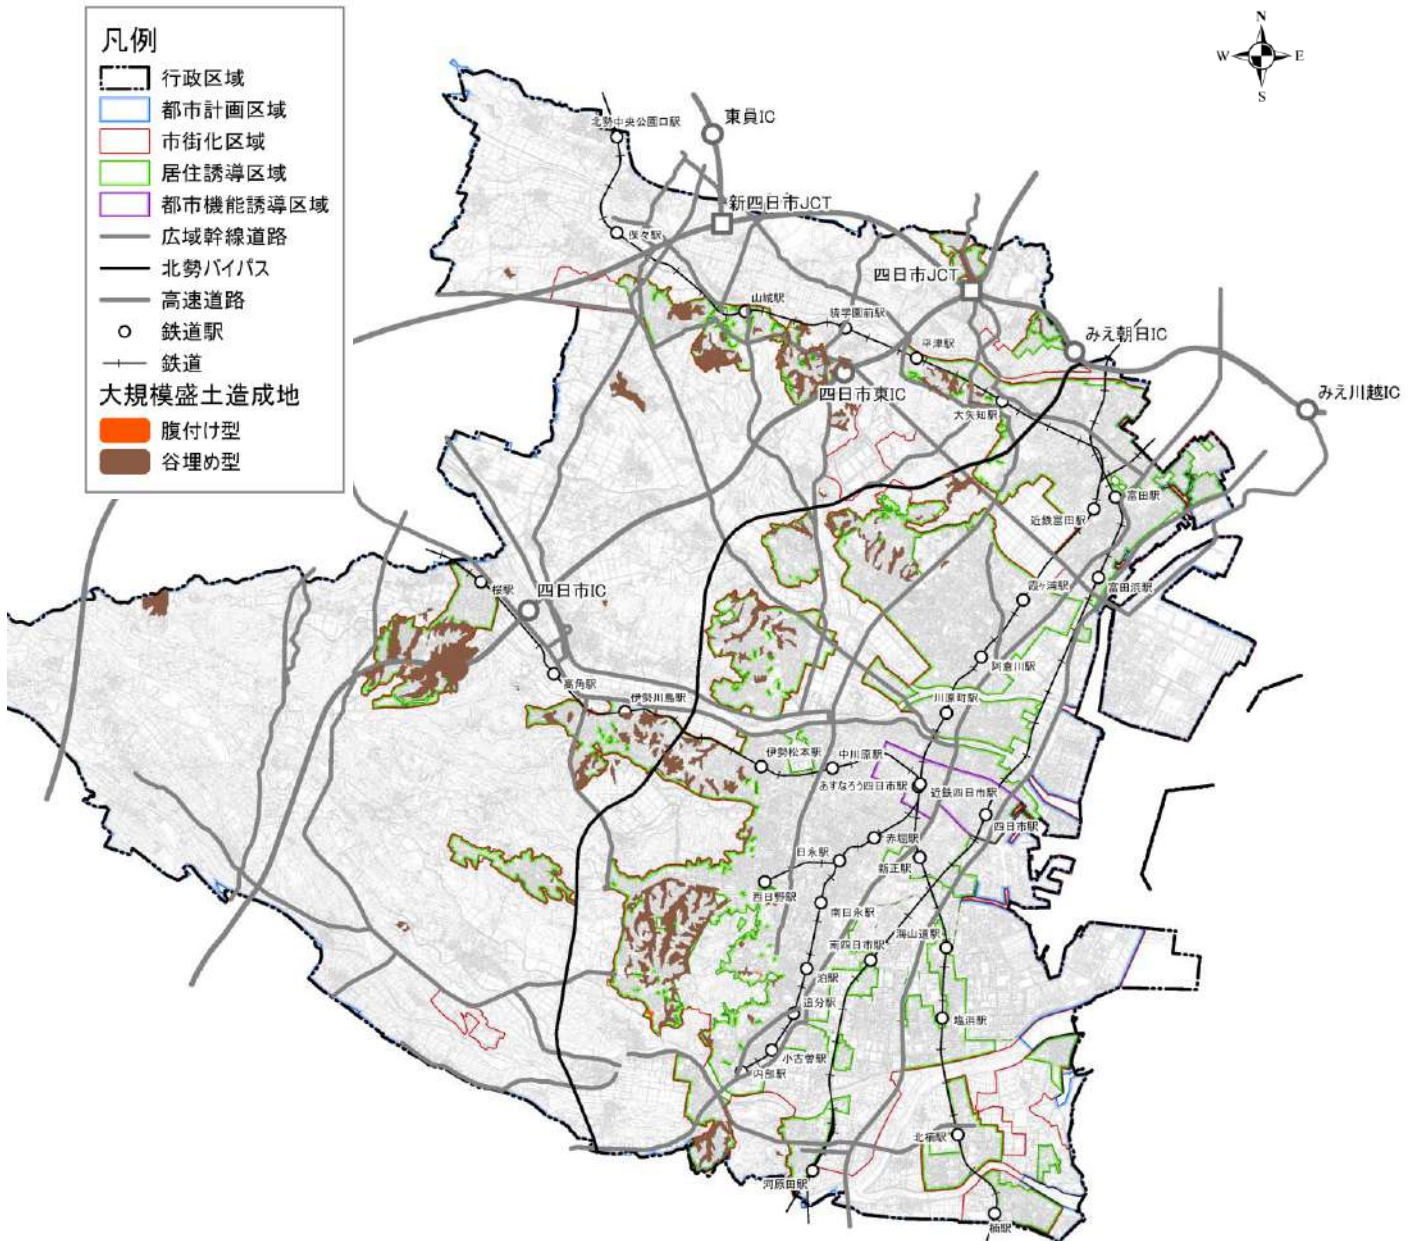 凡例
行政区域
都市計画区域
市街化区域
居住誘導区域
都市機能誘導区域
広域幹線道路
北勢バイパス
高速道路
鉄道駅
鉄道
大規模盛土造成地
腹付け型
谷埋め型
N
W E
S
北勢中央公園口駅
東員IC
新四日市JCT
保々駅
四日市JCT
山城駅
暁学園前駅
みえ朝日IC
平津駅
四日市東IC
みえ川越IC
大矢知駅
富田駅
近鉄富田駅
桜駅
四日市IC
富田浜駅
霞ヶ浦駅
阿倉川駅
高角駅
伊勢川島駅
川原町駅
伊勢松本駅
中川原駅
あすなろう四日市駅
近鉄四日市駅
四日市駅
赤堀駅
日永駅
新正駅
西日野駅
南日永駅
海山道駅
南四日市駅
泊駅
追分駅
塩浜駅
小古曽駅
内部駅
北楠駅
河原田駅
楠駅